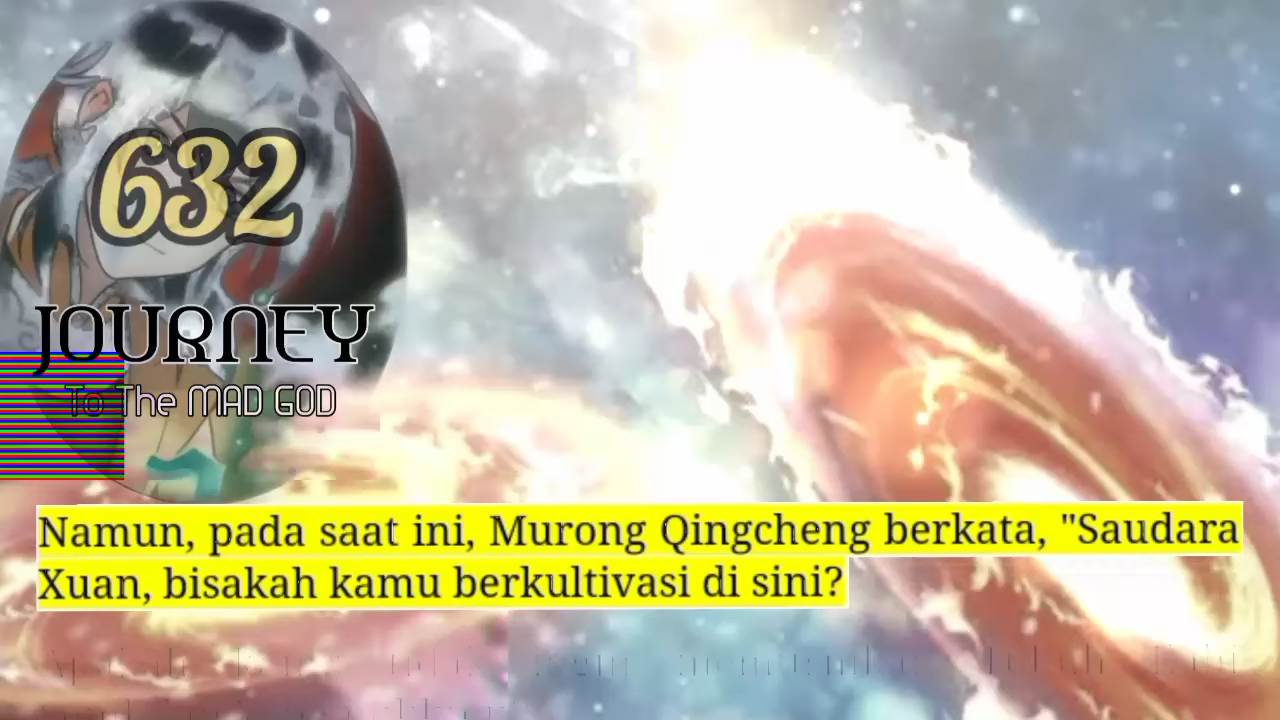 632
JOURNEY
To The MAD GOD
Namun, pada saat ini, Murong Qingcheng berkata, "Saudara
Xuan, bisakah kamu berkultivasi di sini?